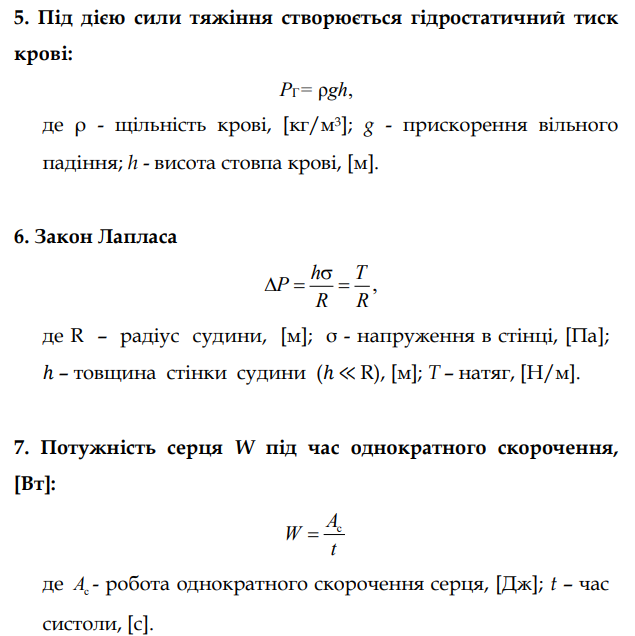 5. Під дією сили тяжіння створюється гідростатичний тиск
крові:
PГ= ρgh,
де ρ - щільність крові, [кг/м³]; g - прискорення вільного
падіння; h - висота стовпа крові, [м].
6. Закон Лапласа
ΔP = hσ/R = T/R,
де R – радіус судини, [м]; σ - напруження в стінці, [Па];
h – товщина стінки судини (h ≪ R), [м]; T – натяг, [Н/м].
7. Потужність серця W під час однократного скорочення,
[Вт]:
W = Aс/t
де Aс - робота однократного скорочення серця, [Дж]; t – час
систоли, [с].